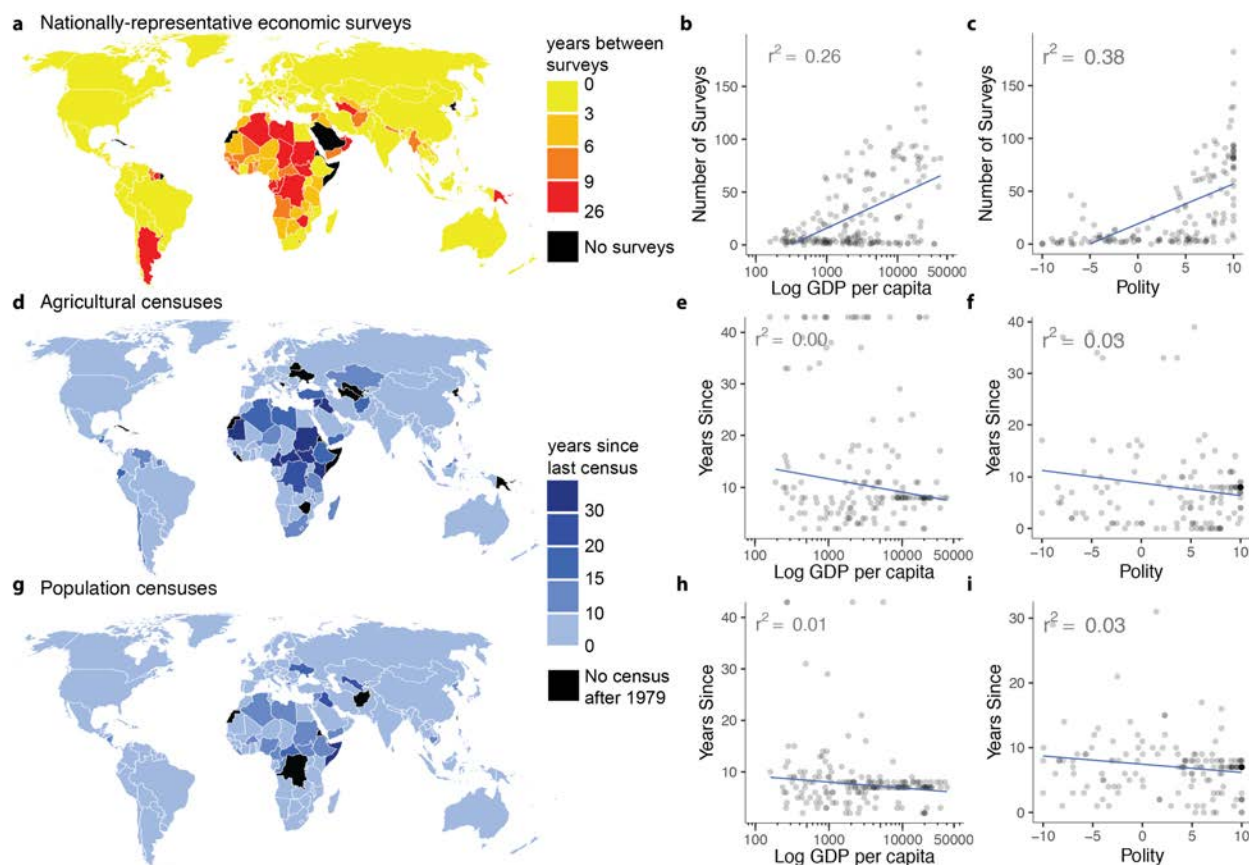 a Nationally-representative economic surveys
years between
surveys
0
3
6
9
26
No surveys
b
r² = 0.26
Number of Surveys
150
100
50
0
100
1000
10000
50000
Log GDP per capita
c
r² = 0.38
Number of Surveys
150
100
50
0
−10
−5
0
5
10
Polity
d Agricultural censuses
years since
last census
30
20
15
10
0
No census
after 1979
e
r² = 0.00
Years Since
40
30
20
10
0
100
1000
10000
50000
Log GDP per capita
f
r² = 0.03
Years Since
40
30
20
10
0
−10
−5
0
5
10
Polity
g Population censuses
h
r² = 0.01
Years Since
40
30
20
10
100
1000
10000
50000
Log GDP per capita
i
r² = 0.03
Years Since
30
20
10
0
−10
−5
0
5
10
Polity